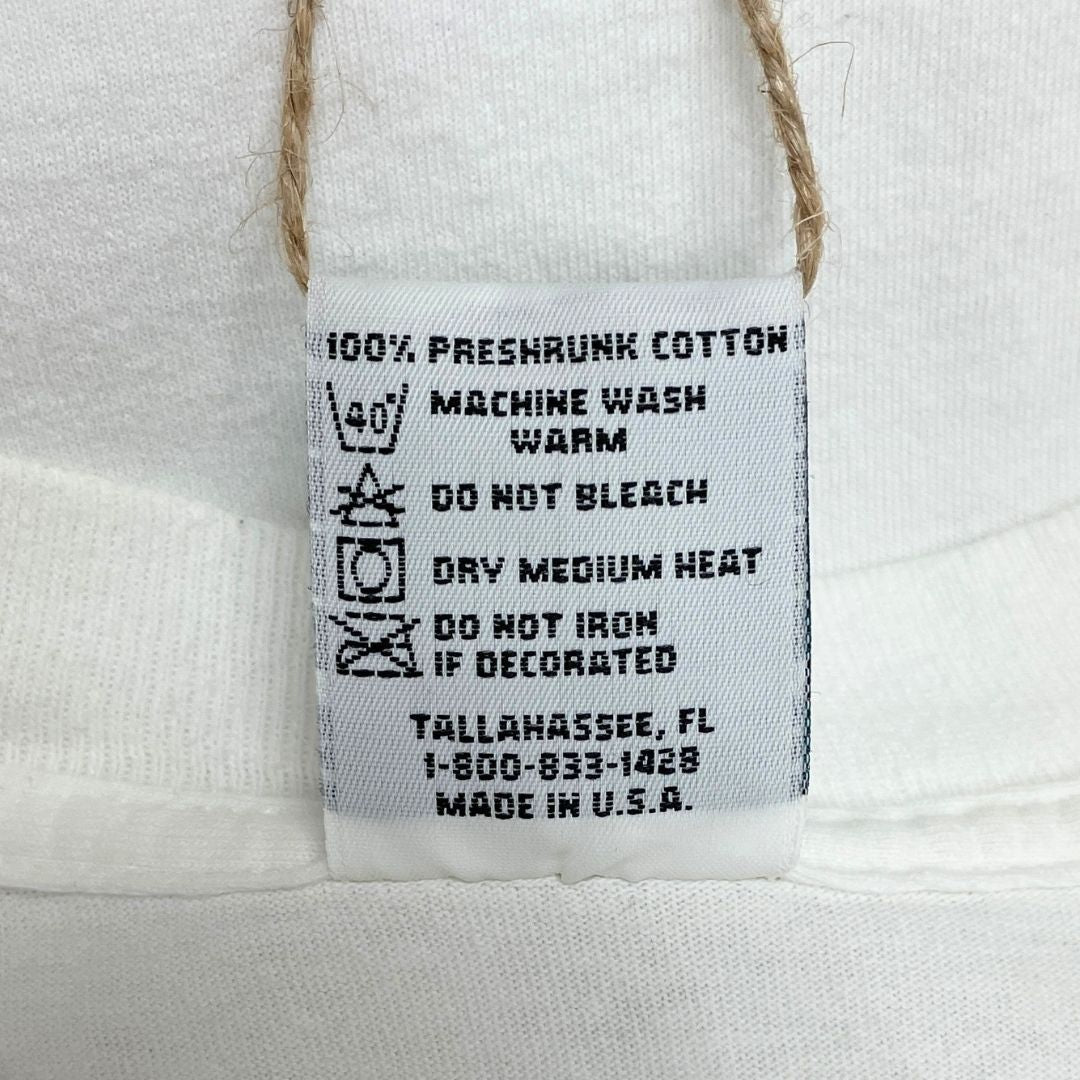 100% PRESHRUNK COTTON
40° MACHINE WASH
WARM
DO NOT BLEACH
DRY MEDIUM HEAT
DO NOT IRON
IF DECORATED
TALLAHASSEE, FL
1-800-833-1428
MADE IN U.S.A.